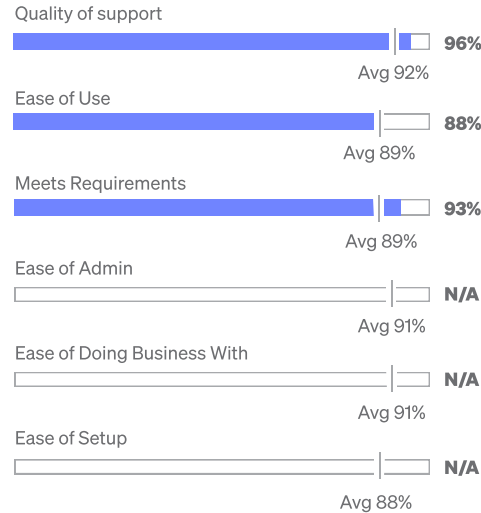 Quality of support
96%
Avg 92%
Ease of Use
88%
Avg 89%
Meets Requirements
93%
Avg 89%
Ease of Admin
N/A
Avg 91%
Ease of Doing Business With
N/A
Avg 91%
Ease of Setup
N/A
Avg 88%